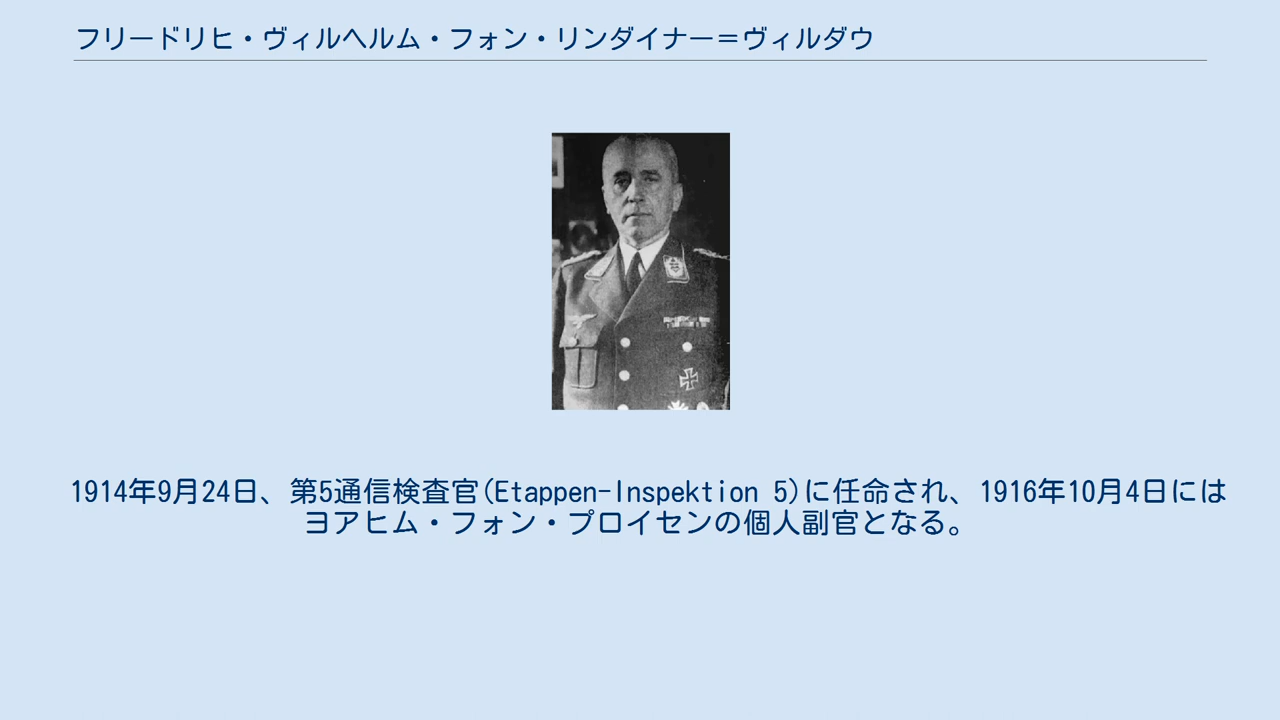 フリードリヒ・ヴィルヘルム・フォン・リンダイナー＝ヴィルダウ
1914年9月24日、第5通信検査官(Etappen-Inspektion 5)に任命され、1916年10月4日には
ヨアヒム・フォン・プロイセンの個人副官となる。